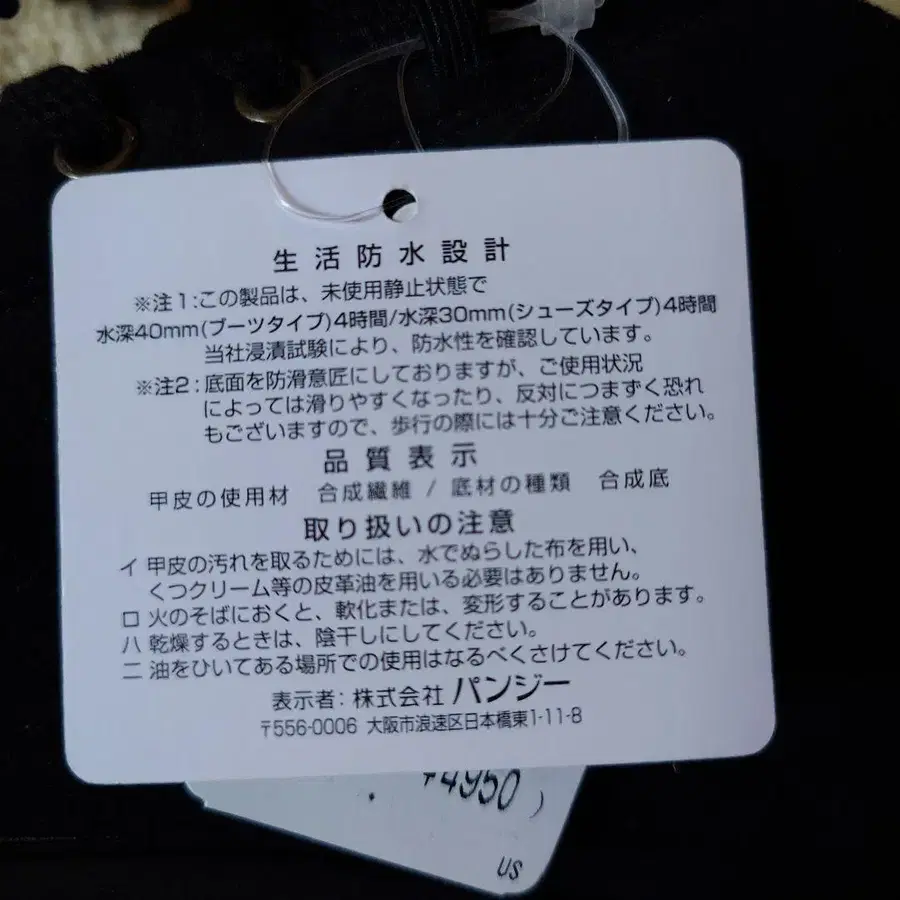 生活防水設計
※注1:この製品は、未使用静止状態で
水深40mm(ブーツタイプ)4時間/水深30mm(シューズタイプ)4時間
当社浸漬試験により、防水性を確認しています。
※注2:底面を防滑意匠にしておりますが、ご使用状況
によっては滑りやすくなったり、反対につまずく恐れ
もございますので、歩行の際には十分ご注意ください。
品質表示
甲皮の使用材 合成繊維 / 底材の種類 合成底
取り扱いの注意
イ 甲皮の汚れを取るためには、水でぬらした布を用い、
くつクリーム等の皮革油を用いる必要はありません。
ロ 火のそばにおくと、軟化または、変形することがあります。
ハ 乾燥するときは、陰干しにしてください。
ニ 油をひいてある場所での使用はなるべくさけてください。
表示者:株式会社 パンジー
〒556-0006 大阪市浪速区日本橋東1-11-8
¥4950 )
US